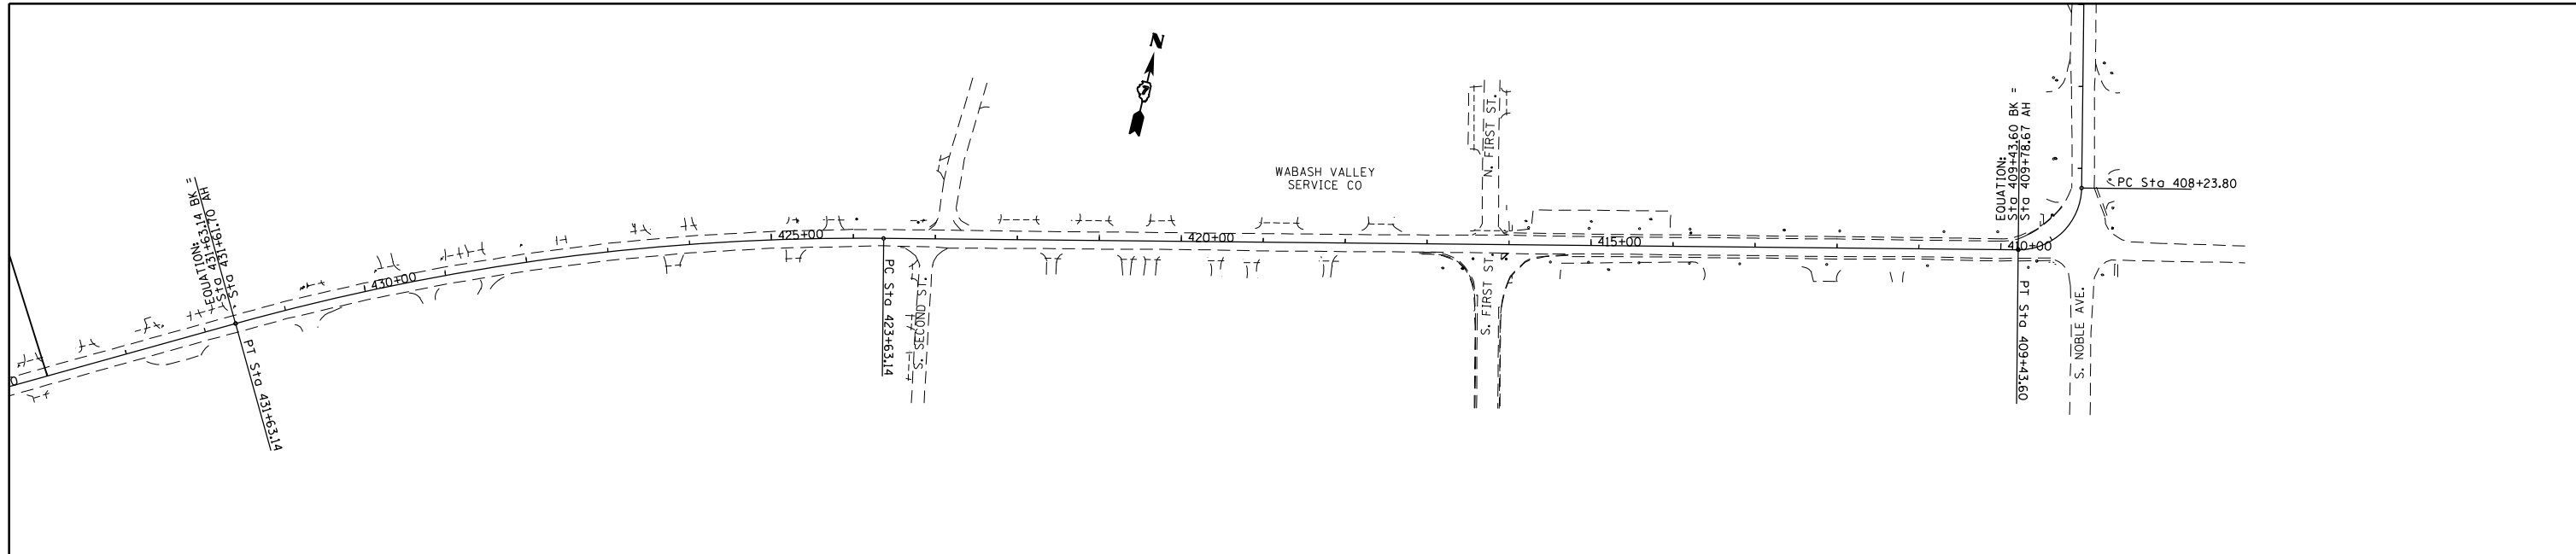 N
WABASH VALLEY
SERVICE CO
N. FIRST ST.
S. FIRST ST.
S. SECOND ST.
S. NOBLE AVE.
EQUATION:
Sta 431+63.14 BK =
Sta 431+61.70 AH
PT Sta 431+63.14
430+00
425+00
PC Sta 423+63.14
420+00
415+00
410+00
EQUATION:
Sta 409+43.60 BK =
Sta 409+78.67 AH
PT Sta 409+43.60
PC Sta 408+23.80